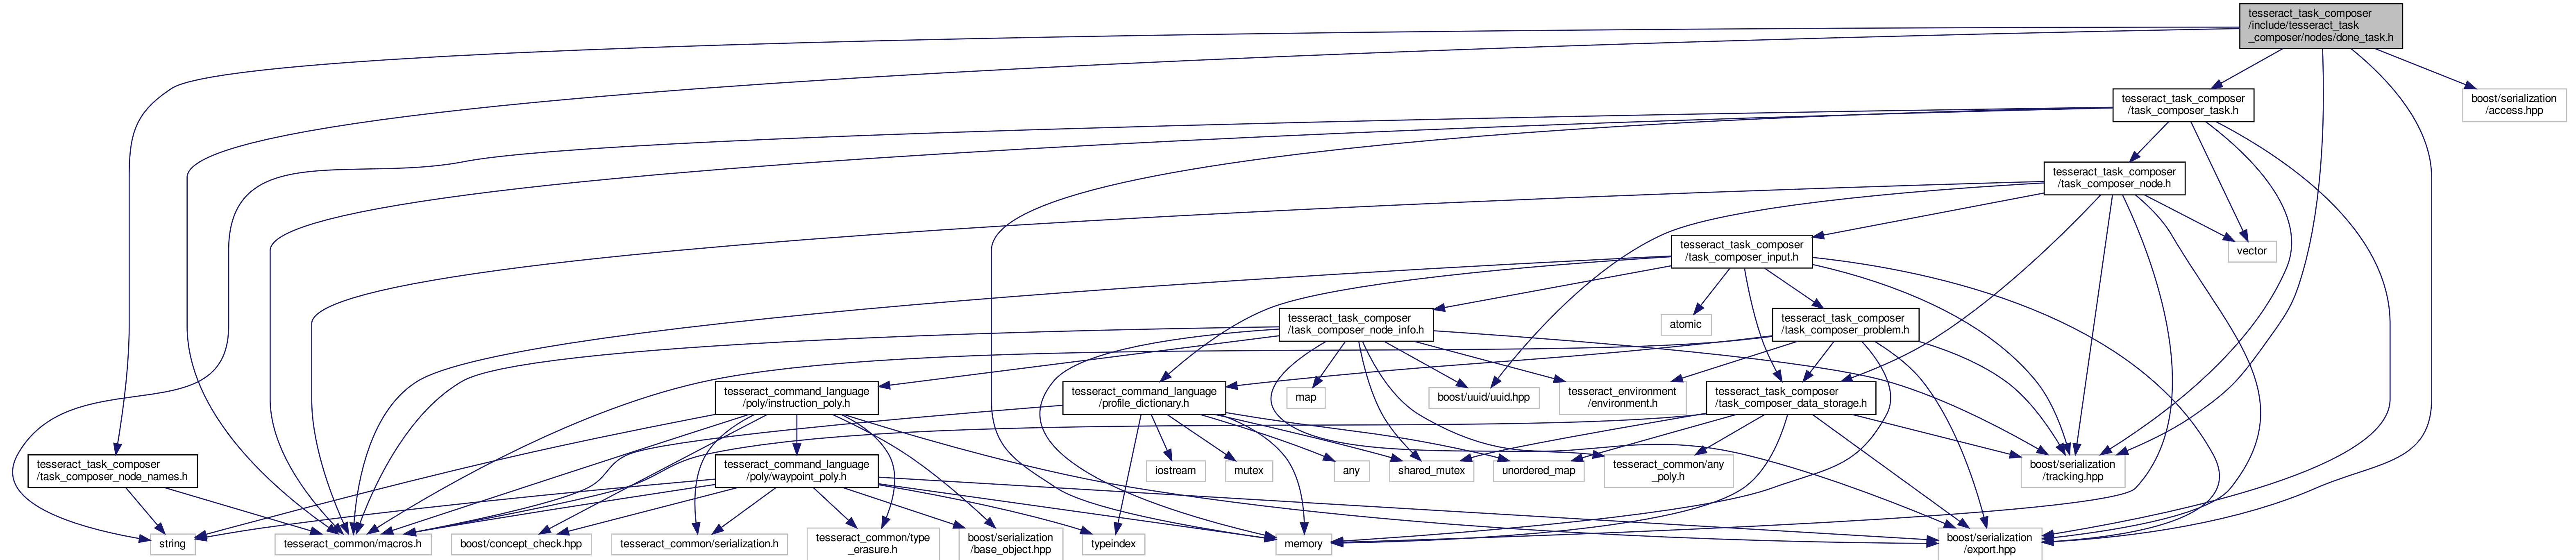 tesseract_task_composer
/include/tesseract_task
_composer/nodes/done_task.h
tesseract_task_composer
/task_composer_task.h
boost/serialization
/access.hpp
tesseract_task_composer
/task_composer_node.h
tesseract_task_composer
/task_composer_input.h
vector
tesseract_task_composer
/task_composer_node_info.h
atomic
tesseract_task_composer
/task_composer_problem.h
tesseract_command_language
/poly/instruction_poly.h
tesseract_command_language
/profile_dictionary.h
map
boost/uuid/uuid.hpp
tesseract_environment
/environment.h
tesseract_task_composer
/task_composer_data_storage.h
tesseract_task_composer
/task_composer_node_names.h
tesseract_command_language
/poly/waypoint_poly.h
iostream
mutex
any
shared_mutex
unordered_map
tesseract_common/any
_poly.h
boost/serialization
/tracking.hpp
string
tesseract_common/macros.h
boost/concept_check.hpp
tesseract_common/serialization.h
tesseract_common/type
_erasure.h
boost/serialization
/base_object.hpp
typeindex
memory
boost/serialization
/export.hpp